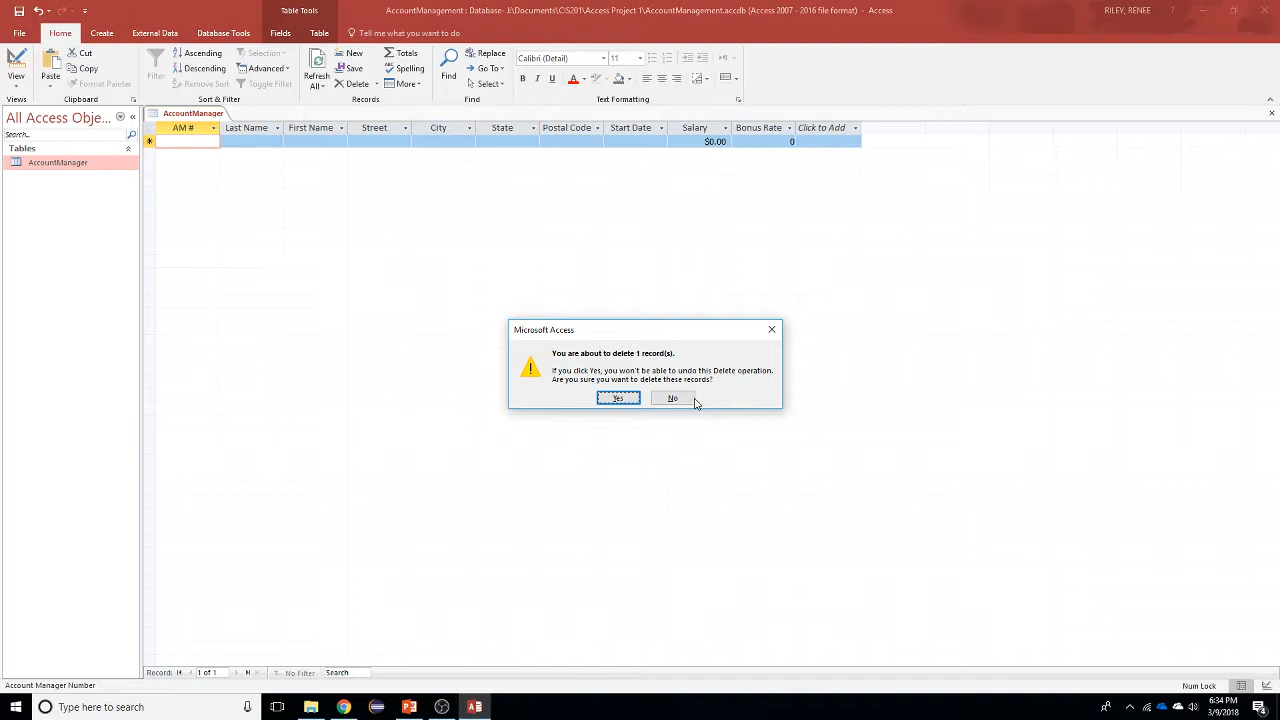 Table Tools
AccountManagement : Database- J:\Documents\CIS201\Access Project 1\AccountManagement.accdb (Access 2007 - 2016 file format) - Access
RILEY, RENEE
File Home Create External Data Database Tools Fields Table Tell me what you want to do
Cut
Copy
Format Painter
View
Paste
Filter
Ascending
Descending
Remove Sort
Selection
Advanced
Toggle Filter
Refresh
All
New
Save
Delete
Totals
Spelling
More
Find
Replace
Go To
Select
Calibri (Detail) 11
B I U A
Views Clipboard Sort & Filter Records Find Text Formatting
All Access Obje...
Search...
Tables
AccountManager
AccountManager
AM # Last Name First Name Street City State Postal Code Start Date Salary Bonus Rate Click to Add
$0.00 0
Microsoft Access
You are about to delete 1 record(s).
If you click Yes, you won't be able to undo this Delete operation.
Are you sure you want to delete these records?
Yes No
Record: 1 of 1 No Filter Search
Account Manager Number
Num Lock
Type here to search
6:34 PM
3/9/2018